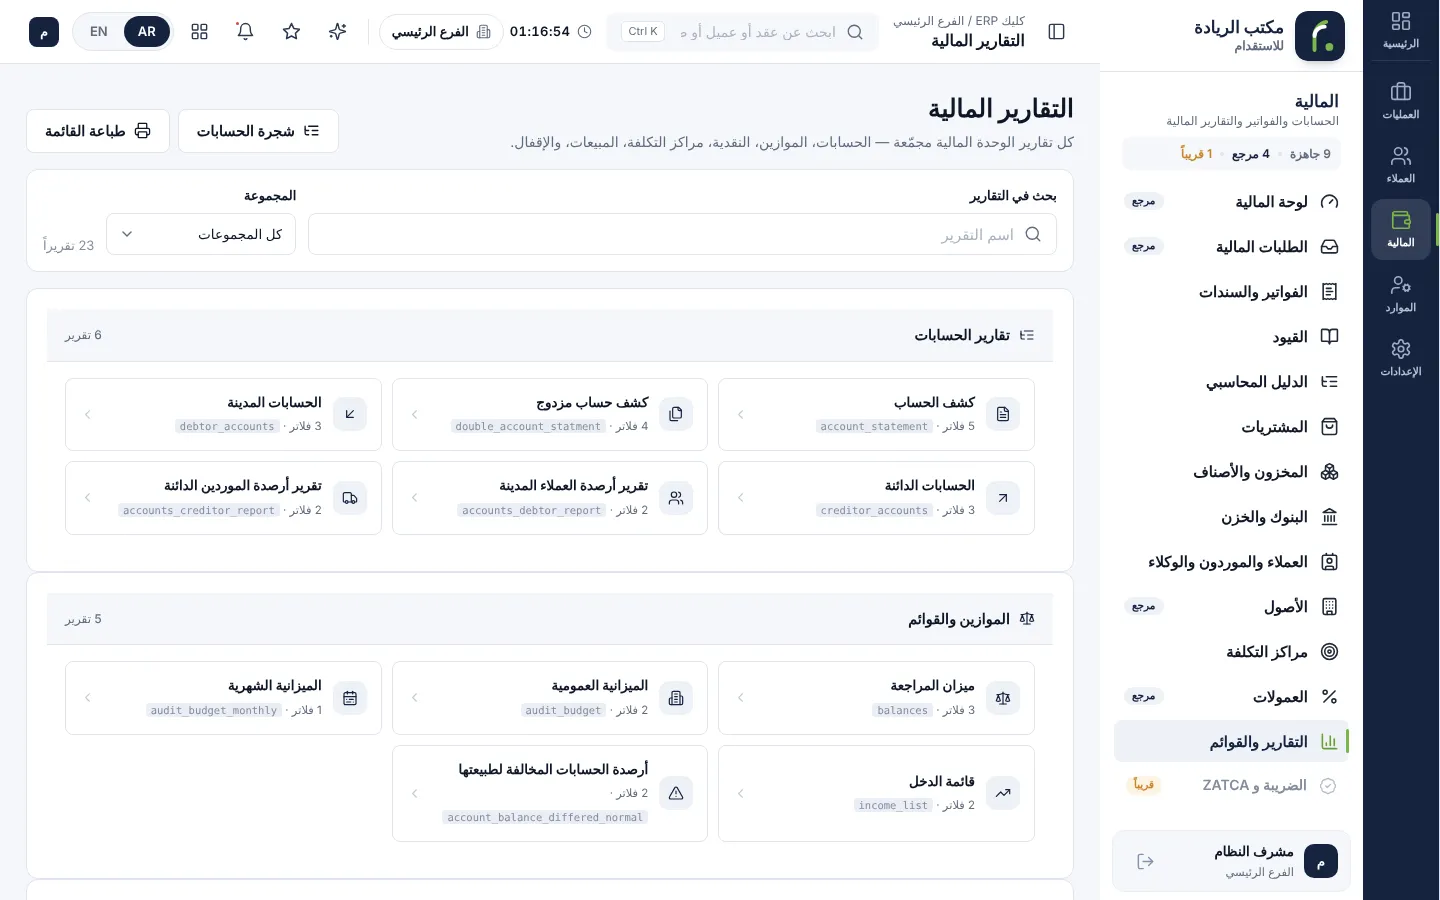 الرئيسية
العمليات
العملاء
المالية
الموارد
الإعدادات
مكتب الريادة
للاستقدام
المالية
الحسابات والفواتير والتقارير المالية
9 جاهزة • 4 مرجع • 1 قريباً
لوحة المالية مرجع
الطلبات المالية مرجع
الفواتير والسندات
القيود
الدليل المحاسبي
المشتريات
المخزون والأصناف
البنوك والخزن
العملاء والموردون والوكلاء
الأصول مرجع
مراكز التكلفة
العمولات مرجع
التقارير والقوائم
الضريبة و ZATCA قريباً
م مشرف النظام
الفرع الرئيسي
كليك ERP / الفرع الرئيسي
التقارير المالية
ابحث عن عقد أو عميل أو ص Ctrl K
01:16:54
الفرع الرئيسي
AR EN
م
التقارير المالية
كل تقارير الوحدة المالية مجمّعة — الحسابات، الموازين، النقدية، مراكز التكلفة، المبيعات، والإقفال.
شجرة الحسابات
طباعة القائمة
بحث في التقارير
اسم التقرير
المجموعة
كل المجموعات
23 تقريراً
تقارير الحسابات 6 تقرير
كشف الحساب
5 فلاتر · account_statement
كشف حساب مزدوج
4 فلاتر · double_account_statment
الحسابات المدينة
3 فلاتر · debtor_accounts
الحسابات الدائنة
3 فلاتر · creditor_accounts
تقرير أرصدة العملاء المدينة
2 فلاتر · accounts_debtor_report
تقرير أرصدة الموردين الدائنة
2 فلاتر · accounts_creditor_report
الموازين والقوائم 5 تقرير
ميزان المراجعة
3 فلاتر · balances
الميزانية العمومية
2 فلاتر · audit_budget
الميزانية الشهرية
1 فلاتر · audit_budget_monthly
قائمة الدخل
2 فلاتر · income_list
أرصدة الحسابات المخالفة لطبيعتها
2 فلاتر ·
account_balance_differed_normal